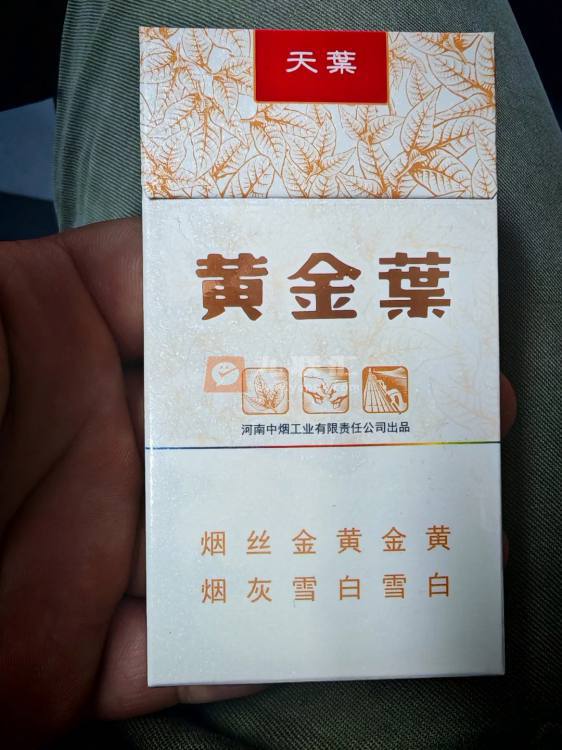 天葉
黄金葉
河南中烟工业有限责任公司出品
烟丝金黄金黄
烟灰雪白雪白